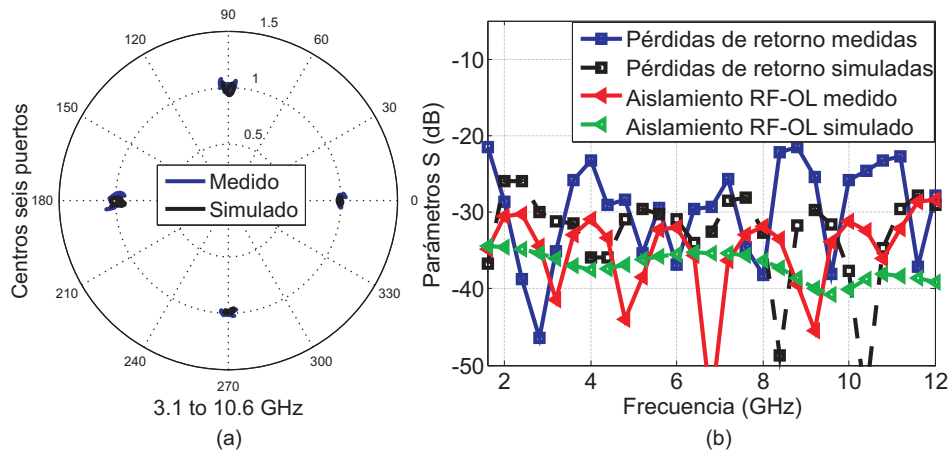 90
120
60
1.5
1
150
30
0.5
Centros seis puertos
Medido
Simulado
180
0
210
330
240
300
270
3.1 to 10.6 GHz
(a)
Pérdidas de retorno medidas
Pérdidas de retorno simuladas
Aislamiento RF-OL medido
Aislamiento RF-OL simulado
Parámetros S (dB)
-10
-20
-30
-40
-50
2
4
6
8
10
12
Frecuencia (GHz)
(b)